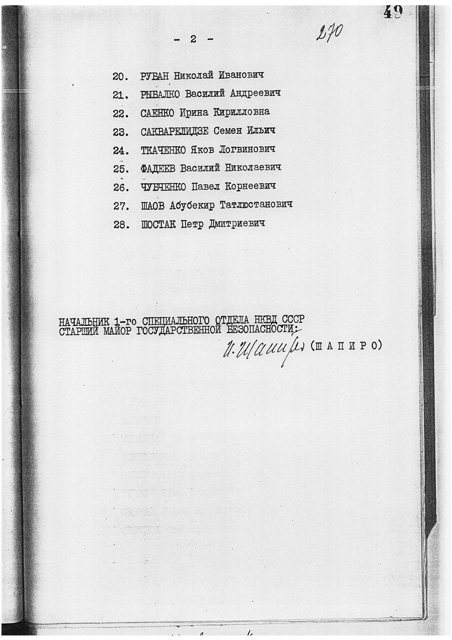 49
- 2 -
270
20. РУБАН Николай Иванович
21. РЫБАЛКО Василий Андреевич
22. САЕНКО Ирина Кирилловна
23. САКВАРЕЛИДЗЕ Семен Ильич
24. ТКАЧЕНКО Яков Логвинович
25. ФАДЕЕВ Василий Николаевич
26. ЧУБЧЕНКО Павел Корнеевич
27. ШАОВ Абубекир Татлюстанович
28. ШОСТАК Петр Дмитриевич
НАЧАЛЬНИК 1-го СПЕЦИАЛЬНОГО ОТДЕЛА НКВД СССР
СТАРШИЙ МАЙОР ГОСУДАРСТВЕННОЙ БЕЗОПАСНОСТИ:
И. Шапиро (ШАПИРО)